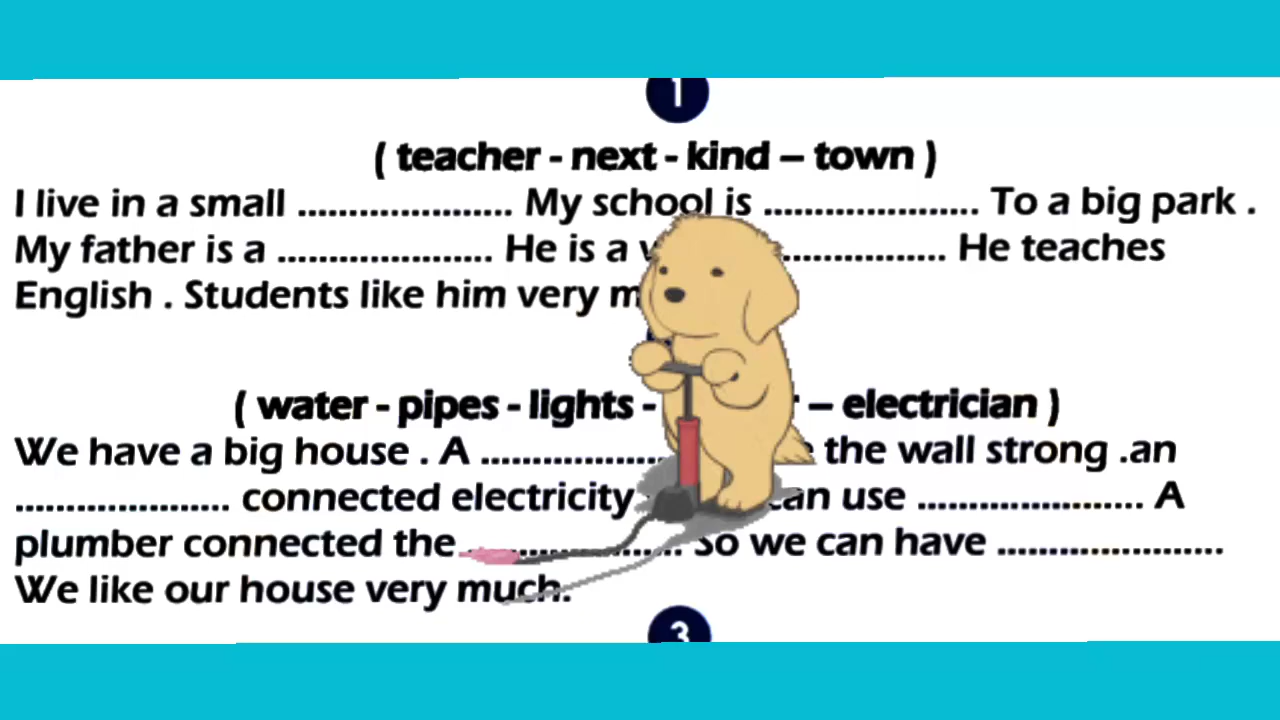 1
( teacher - next - kind – town )
I live in a small ..................... My school is ..................... To a big park .
My father is a ..................... He is a ................ He teaches
English . Students like him very
( water - pipes - lights - – electrician )
We have a big house . A .................. the wall strong .an
..................... connected electricity can use ...................... A
plumber connected the ..................... So we can have ......................
We like our house very much.
3